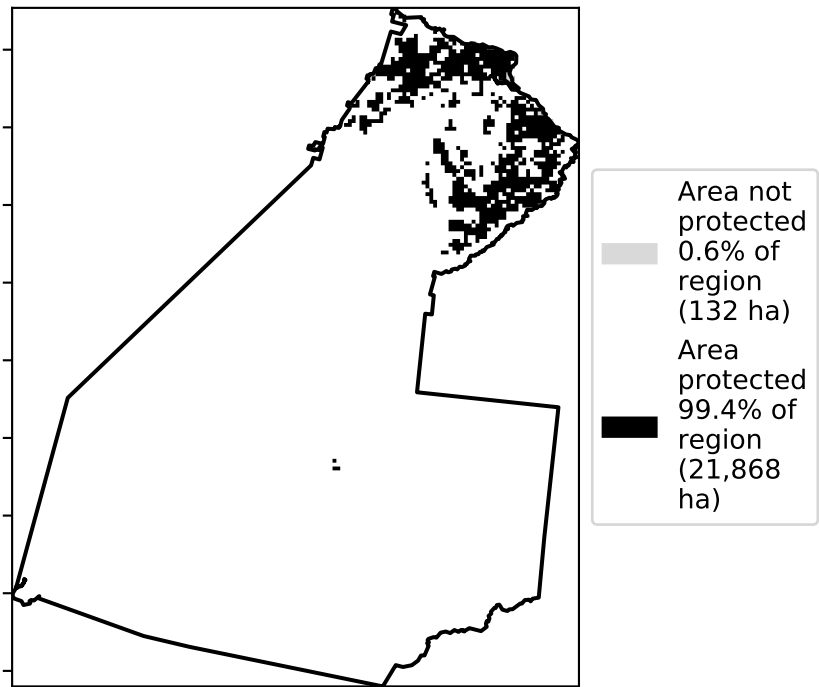 Area not
protected
0.6% of
region
(132 ha)
Area
protected
99.4% of
region
(21,868
ha)